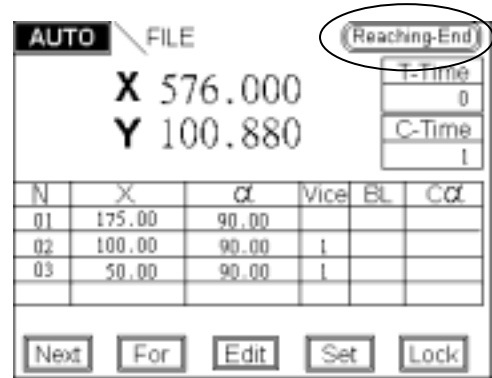 AUTO FILE Reaching-End
X 576.000 T-Time
0
Y 100.880 C-Time
1
N X α Vice BL Cα
01 175.00 90.00
02 100.00 90.00 1
03 50.00 90.00 1
Next For Edit Set Lock